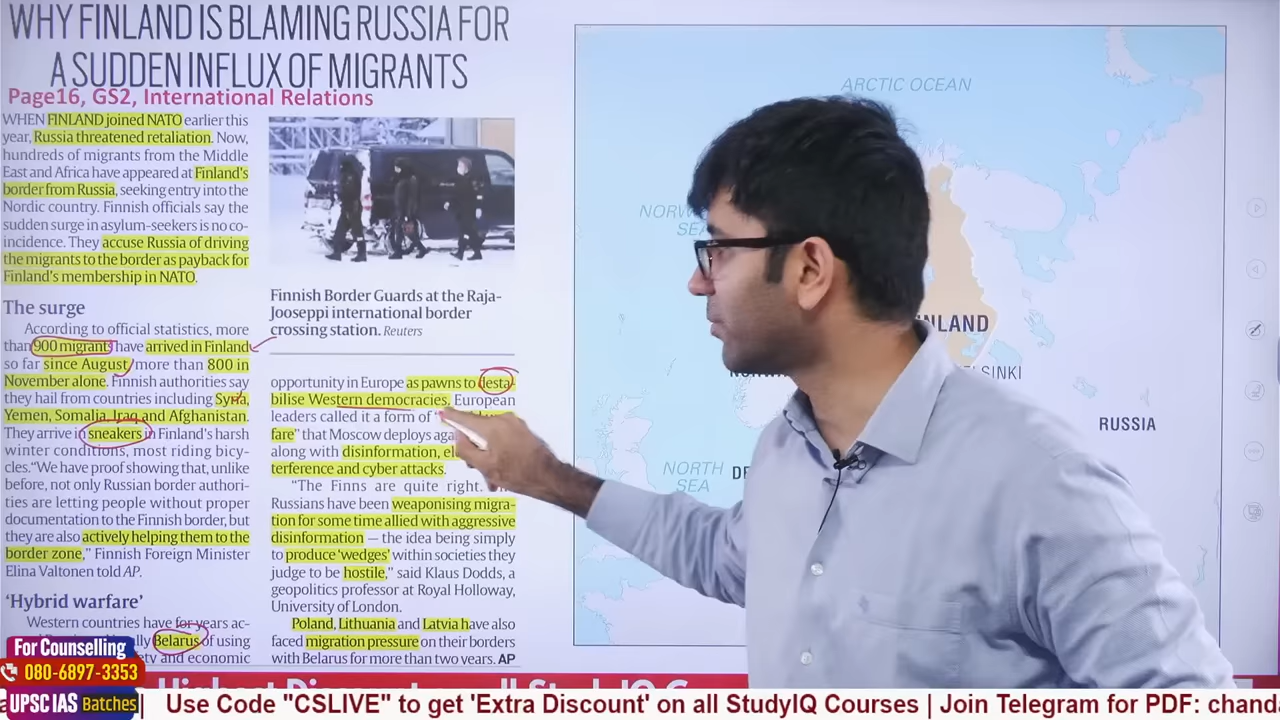 WHY FINLAND IS BLAMING RUSSIA FOR
A SUDDEN INFLUX OF MIGRANTS
Page16, GS2, International Relations
WHEN FINLAND joined NATO earlier this
year, Russia threatened retaliation. Now,
hundreds of migrants from the Middle
East and Africa have appeared at Finland's
border from Russia, seeking entry into the
Nordic country. Finnish officials say the
sudden surge in asylum-seekers is no co-
incidence. They accuse Russia of driving
the migrants to the border as payback for
Finland's membership in NATO.
The surge
According to official statistics, more
than 900 migrants have arrived in Finland
so far since August, more than 800 in
November alone. Finnish authorities say
they hail from countries including Syria,
Yemen, Somalia, Iraq and Afghanistan.
They arrive in sneakers in Finland's harsh
winter conditions, most riding bicy-
cles."We have proof showing that, unlike
before, not only Russian border authori-
ties are letting people without proper
documentation to the Finnish border, but
they are also actively helping them to the
border zone," Finnish Foreign Minister
Elina Valtonen told AP.
'Hybrid warfare'
Western countries have for years ac-
Belarus of using
and economic
Finnish Border Guards at the Raja-
Jooseppi international border
crossing station. Reuters
opportunity in Europe as pawns to desta-
bilise Western democracies. European
leaders called it a form of
fare" that Moscow deploys
along with disinformation,
terference and cyber attacks.
"The Finns are quite right.
Russians have been weaponising migra-
tion for some time allied with aggressive
disinformation — the idea being simply
to produce 'wedges' within societies they
judge to be hostile," said Klaus Dodds, a
geopolitics professor at Royal Holloway,
University of London.
Poland, Lithuania and Latvia have also
faced migration pressure on their borders
with Belarus for more than two years. AP
ARCTIC OCEAN
SEA
RUSSIA
NORTH
SEA
For Counselling
080-6897-3353
UPSC IAS Batches
Use Code "CSLIVE" to get 'Extra Discount' on all StudyIQ Courses | Join Telegram for PDF: